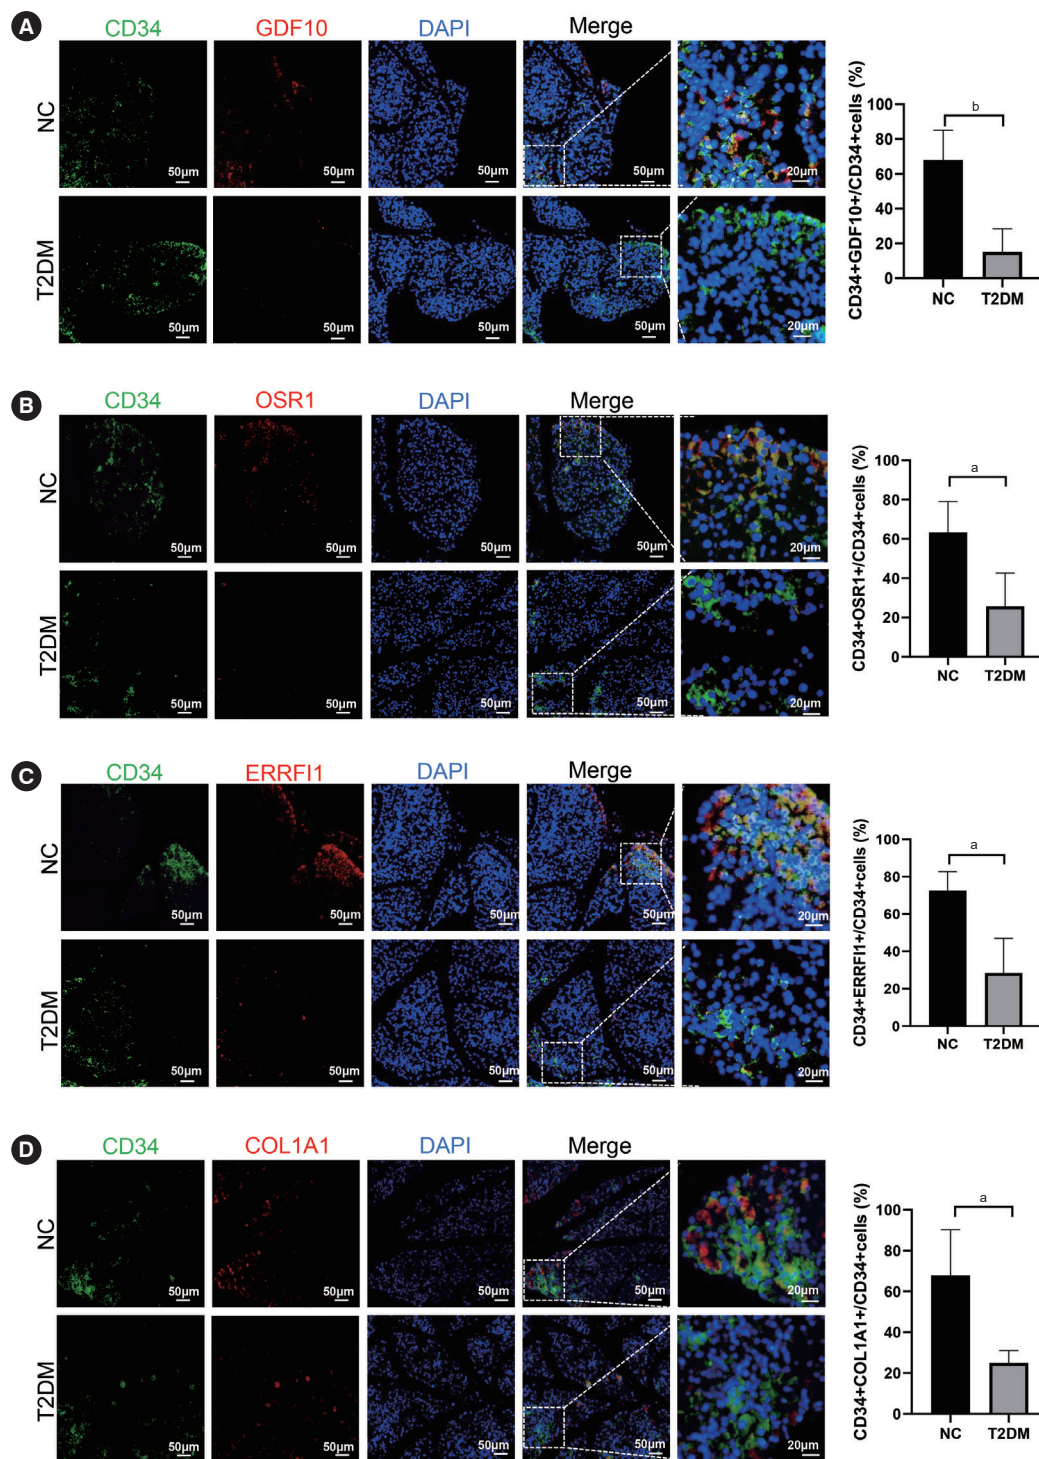 A
CD34 GDF10 DAPI Merge
NC
50µm 50µm 50µm 50µm 20µm
T2DM
50µm 50µm 50µm 50µm 20µm
CD34+GDF10+/CD34+cells (%)
100
80
60
40
20
0
b
NC T2DM
B
CD34 OSR1 DAPI Merge
NC
50µm 50µm 50µm 50µm 20µm
T2DM
50µm 50µm 50µm 50µm 20µm
CD34+OSR1+/CD34+cells (%)
100
80
60
40
20
0
a
NC T2DM
C
CD34 ERRFI1 DAPI Merge
NC
50µm 50µm 50µm 50µm 20µm
T2DM
50µm 50µm 50µm 50µm 20µm
CD34+ERRFI1+/CD34+cells (%)
100
80
60
40
20
0
a
NC T2DM
D
CD34 COL1A1 DAPI Merge
NC
50µm 50µm 50µm 50µm 20µm
T2DM
50µm 50µm 50µm 50µm 20µm
CD34+COL1A1+/CD34+cells (%)
100
80
60
40
20
0
a
NC T2DM